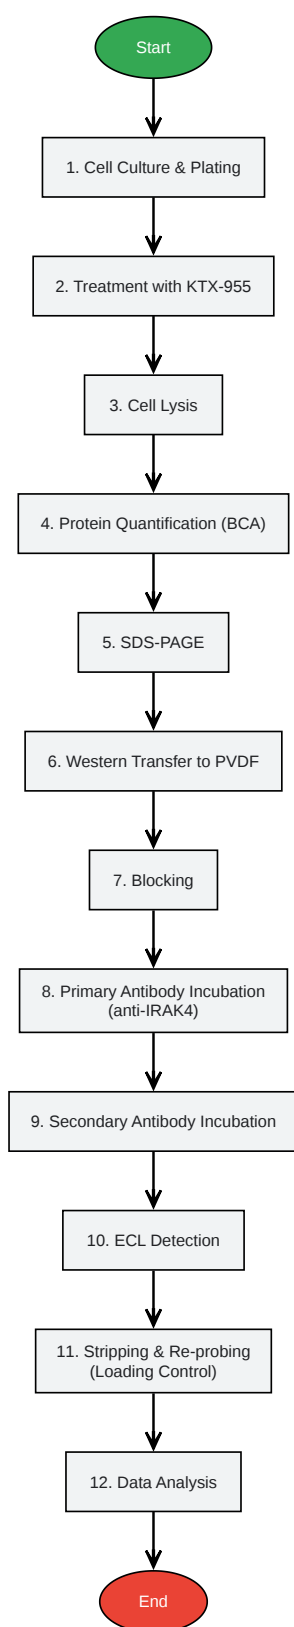 Start
1. Cell Culture & Plating
2. Treatment with KTX-955
3. Cell Lysis
4. Protein Quantification (BCA)
5. SDS-PAGE
6. Western Transfer to PVDF
7. Blocking
8. Primary Antibody Incubation
(anti-IRAK4)
9. Secondary Antibody Incubation
10. ECL Detection
11. Stripping & Re-probing
(Loading Control)
12. Data Analysis
End